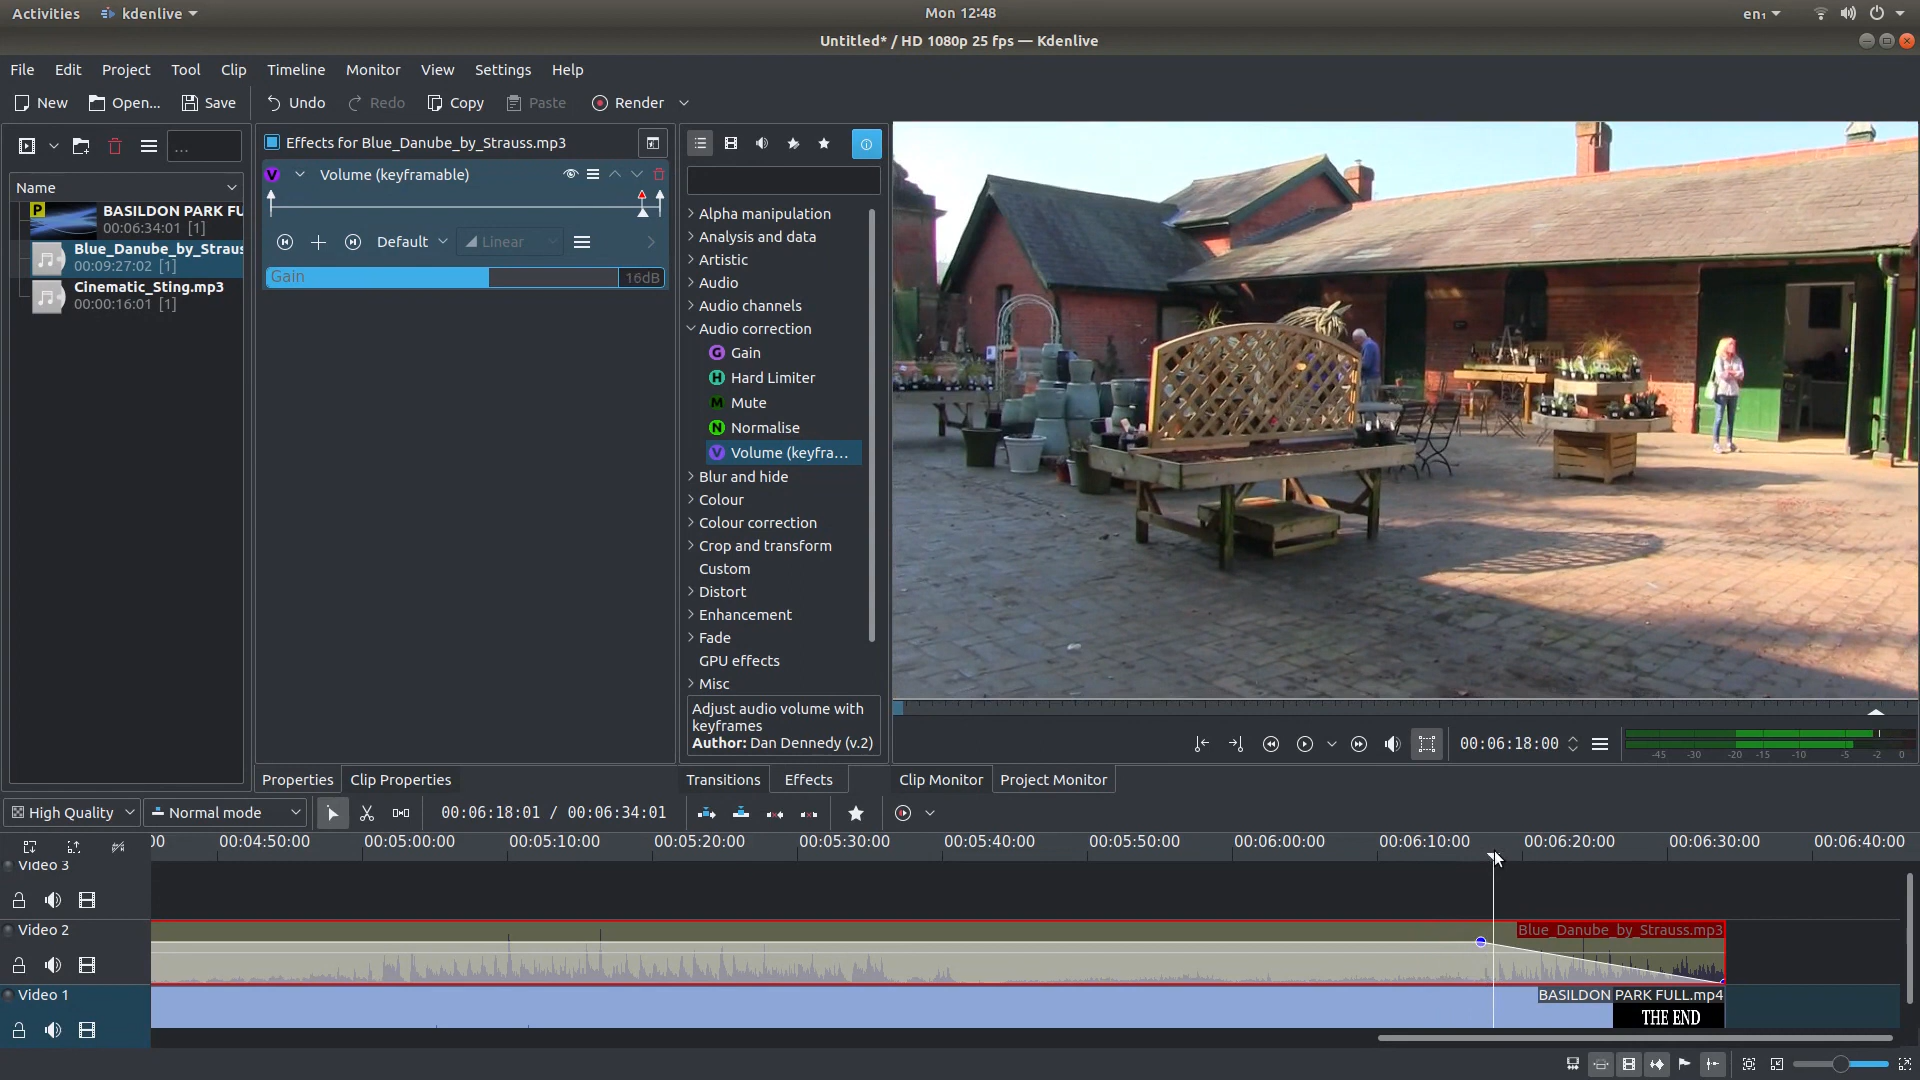 Activities kdenlive Mon 12:48 en₁
Untitled* / HD 1080p 25 fps — Kdenlive
File Edit Project Tool Clip Timeline Monitor View Settings Help
New Open... Save Undo Redo Copy Paste Render
...
Name
P BASILDON PARK FU
00:06:34:01 [1]
Blue_Danube_by_Straus
00:09:27:02 [1]
Cinematic_Sting.mp3
00:00:16:01 [1]
Effects for Blue_Danube_by_Strauss.mp3
V Volume (keyframable)
Default Linear
Gain 16dB
Alpha manipulation
Analysis and data
Artistic
Audio
Audio channels
Audio correction
G Gain
H Hard Limiter
M Mute
N Normalise
V Volume (keyfra...
Blur and hide
Colour
Colour correction
Crop and transform
Custom
Distort
Enhancement
Fade
GPU effects
Misc
Adjust audio volume with
keyframes
Author: Dan Dennedy (v.2)
00:06:18:00
-45 -30 -20 -15 -10 -5 -2 0
Properties Clip Properties Transitions Effects Clip Monitor Project Monitor
High Quality Normal mode 00:06:18:01 / 00:06:34:01
00 00:04:50:00 00:05:00:00 00:05:10:00 00:05:20:00 00:05:30:00 00:05:40:00 00:05:50:00 00:06:00:00 00:06:10:00 00:06:20:00 00:06:30:00 00:06:40:00
Video 3
Video 2 Blue_Danube_by_Strauss.mp3
Video 1 BASILDON PARK FULL.mp4
THE END